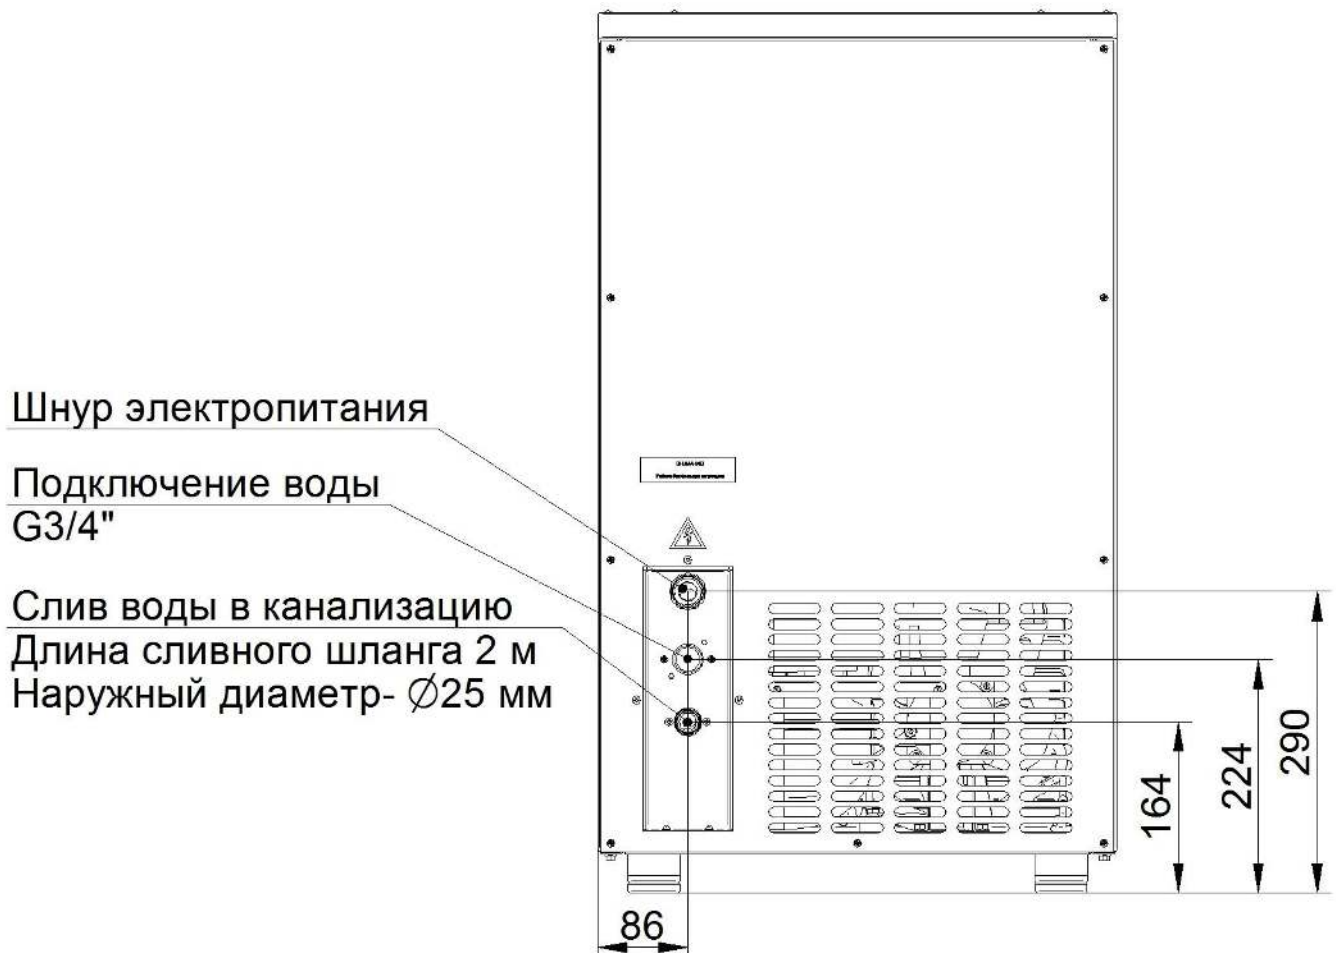 Шнур электропитания
Подключение воды
G3/4"
Слив воды в канализацию
Длина сливного шланга 2 м
Наружный диаметр- ∅25 мм
290
224
164
86